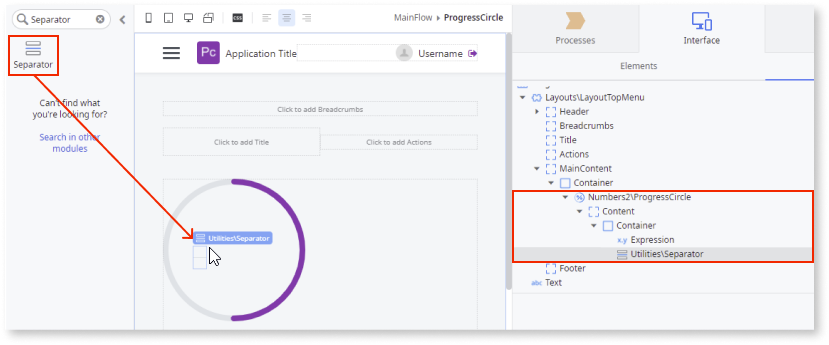 Separator
CSS
MainFlow ▸ ProgressCircle
Separator
Can't find what
you're looking for?
Search in other
modules
Pc
Application Title
Username
Click to add Breadcrumbs
Click to add Title
Click to add Actions
Utilities\Separator
Processes
Interface
Elements
Layouts\LayoutTopMenu
Header
Breadcrumbs
Title
Actions
MainContent
Container
Numbers2\ProgressCircle
Content
Container
x.y Expression
Utilities\Separator
Footer
abc Text